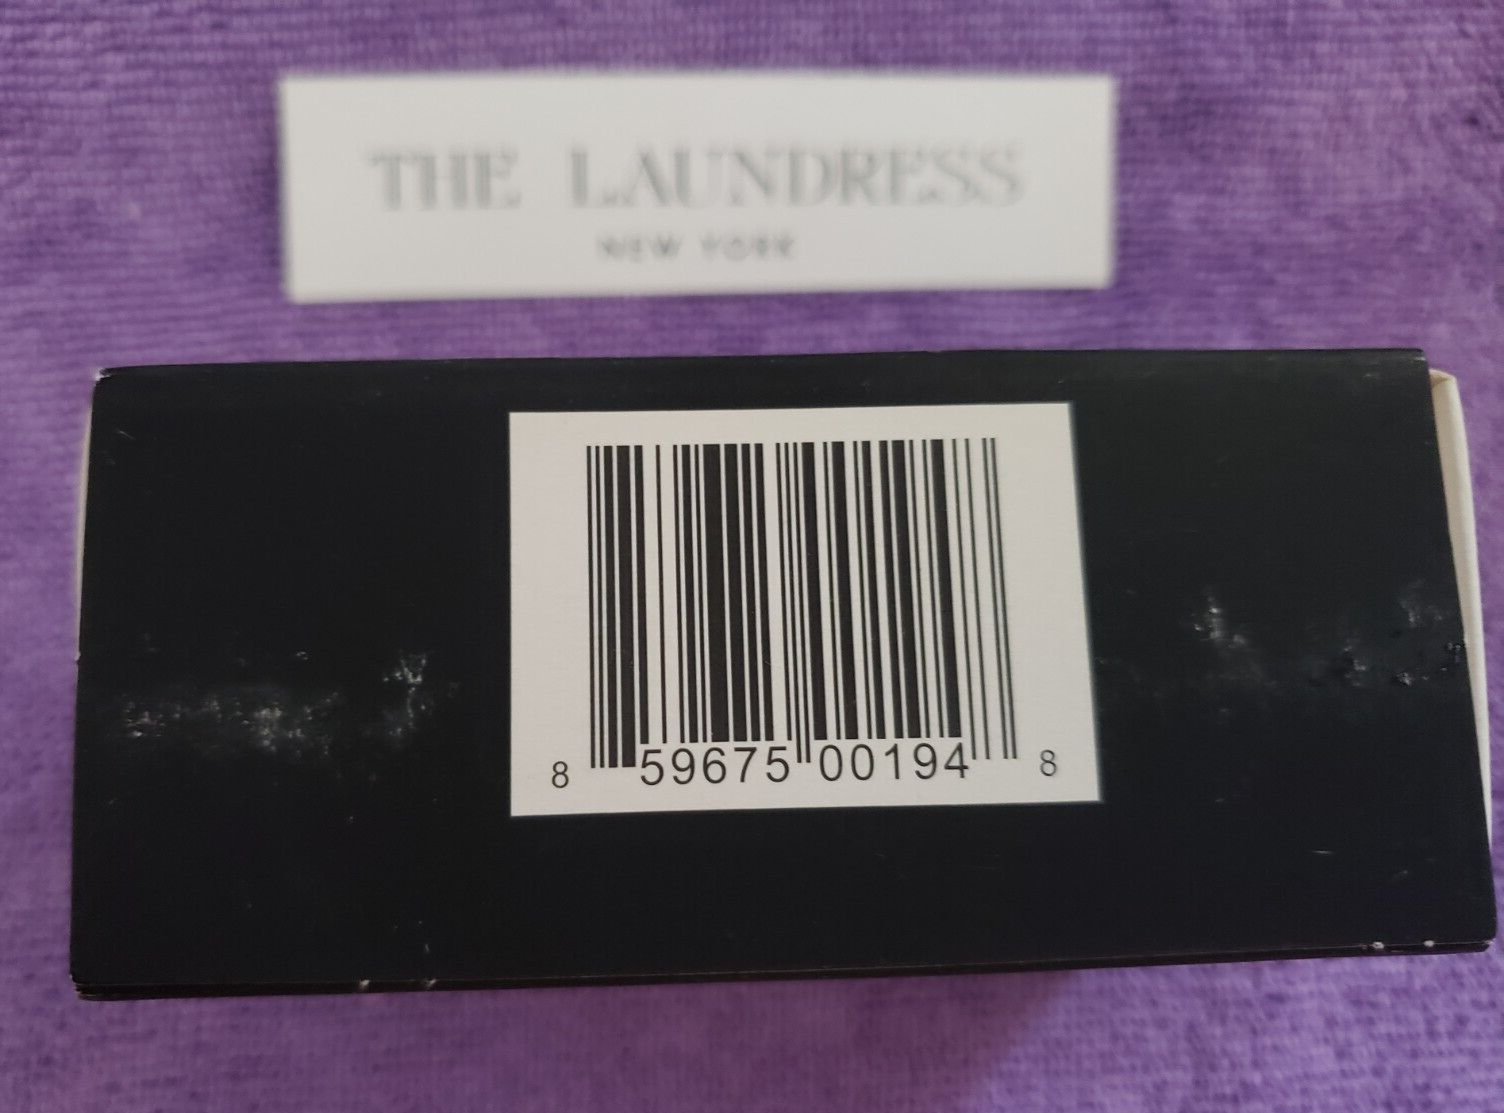 THE LAUNDRESS
NEW YORK
8 59675 00194 8